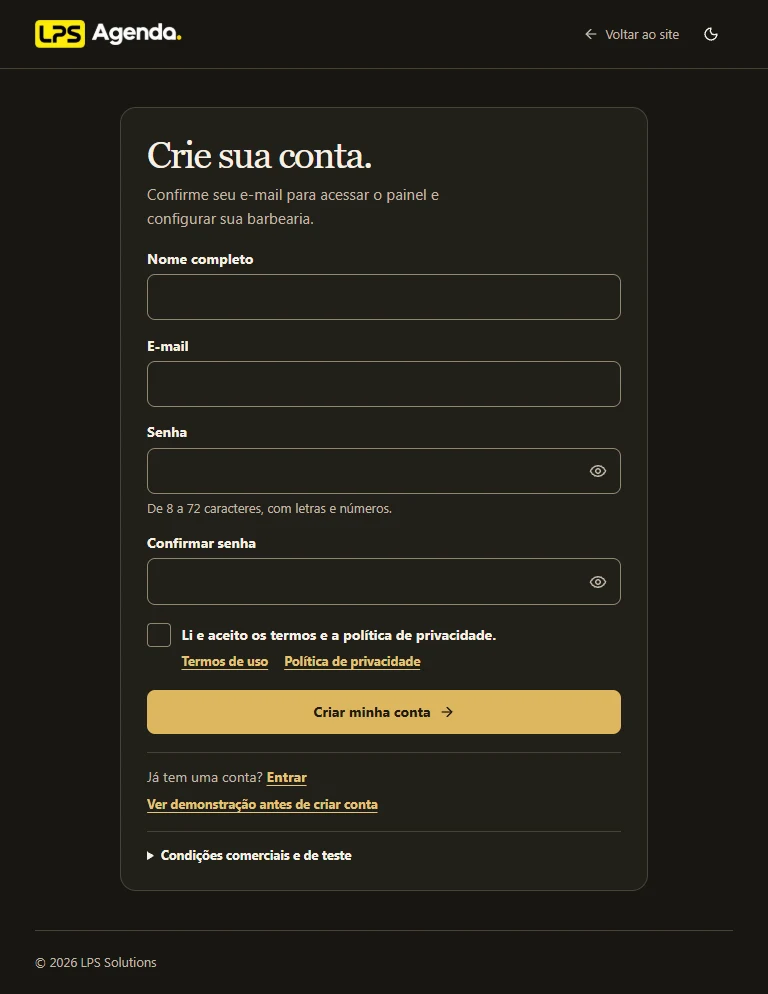 LPS Agenda.
Voltar ao site
Crie sua conta.
Confirme seu e-mail para acessar o painel e
configurar sua barbearia.
Nome completo
E-mail
Senha
De 8 a 72 caracteres, com letras e números.
Confirmar senha
Li e aceito os termos e a política de privacidade.
Termos de uso Política de privacidade
Criar minha conta
Já tem uma conta? Entrar
Ver demonstração antes de criar conta
Condições comerciais e de teste
© 2026 LPS Solutions